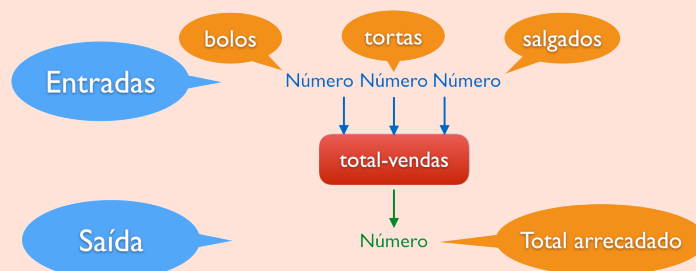 bolos
tortas
salgados
Entradas
Número Número Número
total-vendas
Saída
Número
Total arrecadado